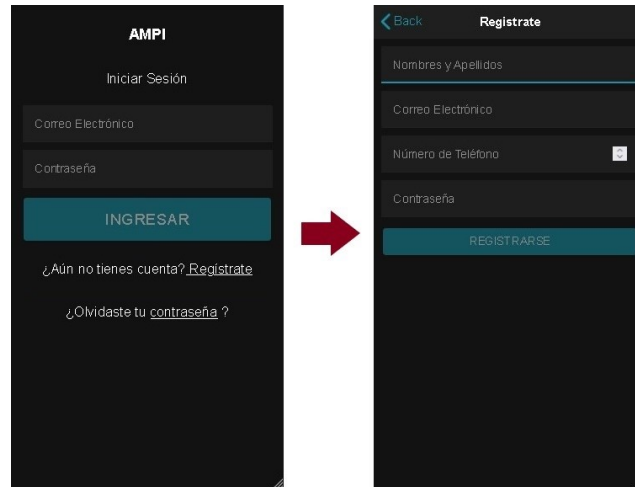 AMPI
Iniciar Sesión
Correo Electrónico
Contraseña
INGRESAR
¿Aún no tienes cuenta? Regístrate
¿Olvidaste tu contraseña ?
Back
Registrate
Nombres y Apellidos
Correo Electrónico
Número de Teléfono
Contraseña
REGISTRARSE